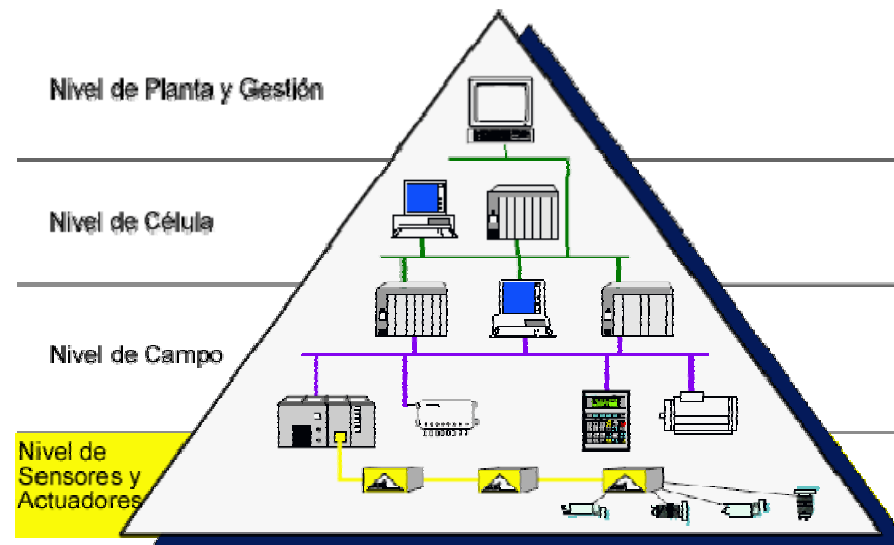 Nivel de Planta y Gestión
Nivel de Célula
Nivel de Campo
Nivel de
Sensores y
Actuadores